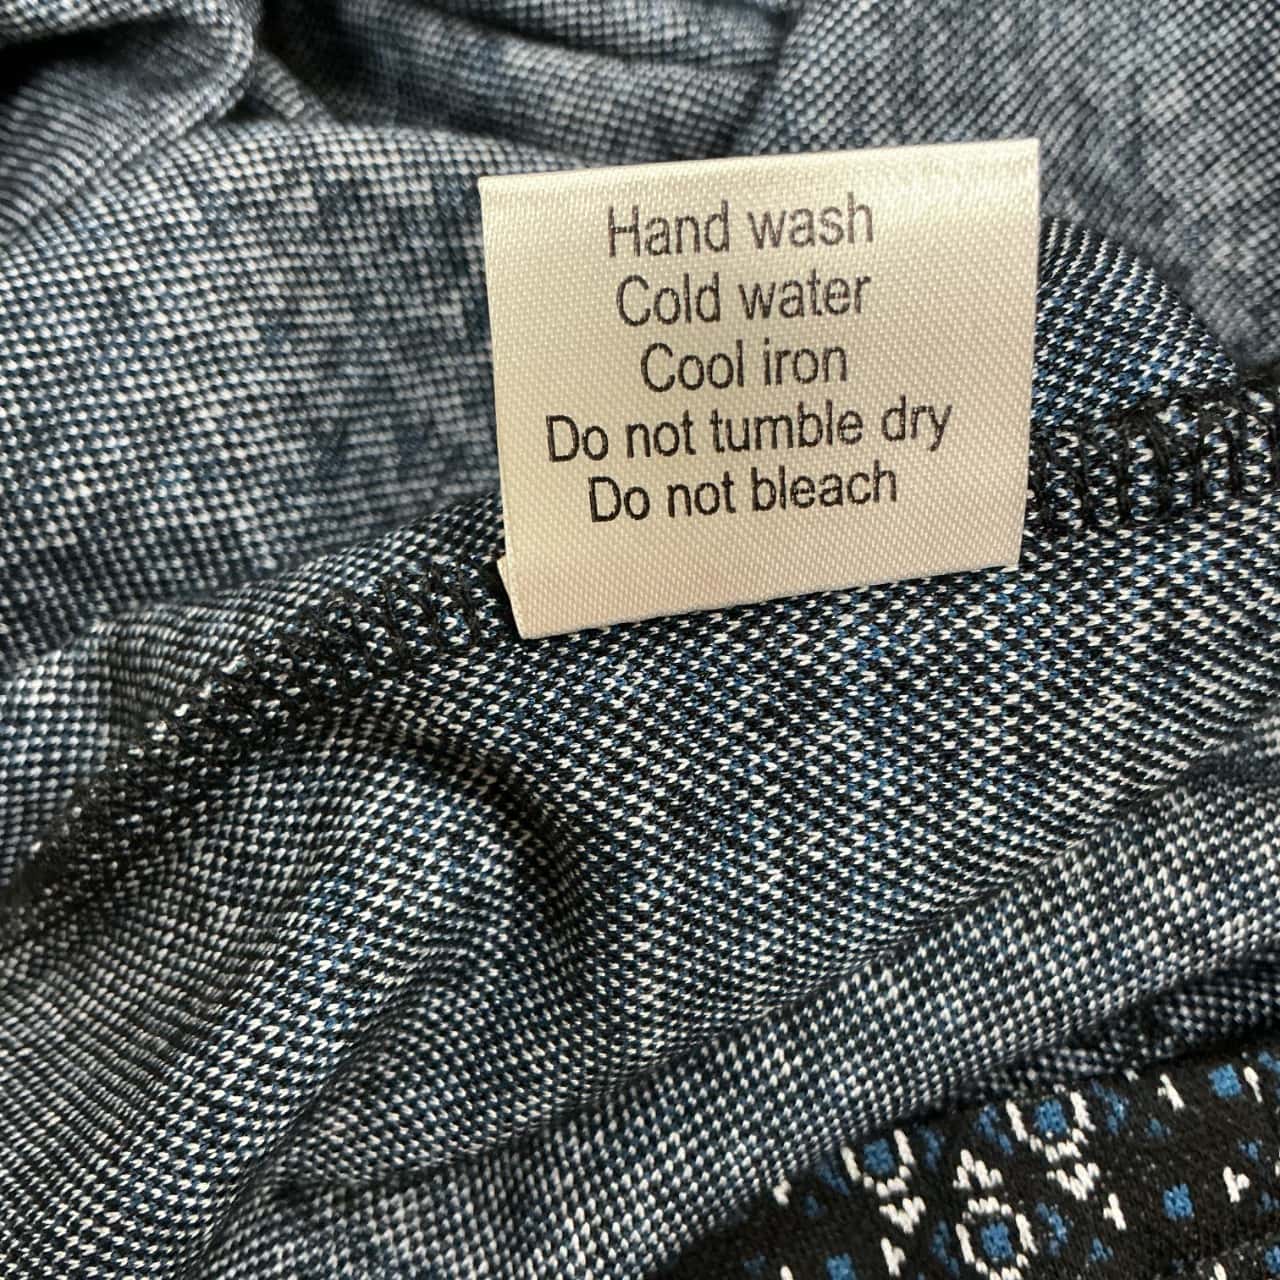 Hand wash
Cold water
Cool iron
Do not tumble dry
Do not bleach